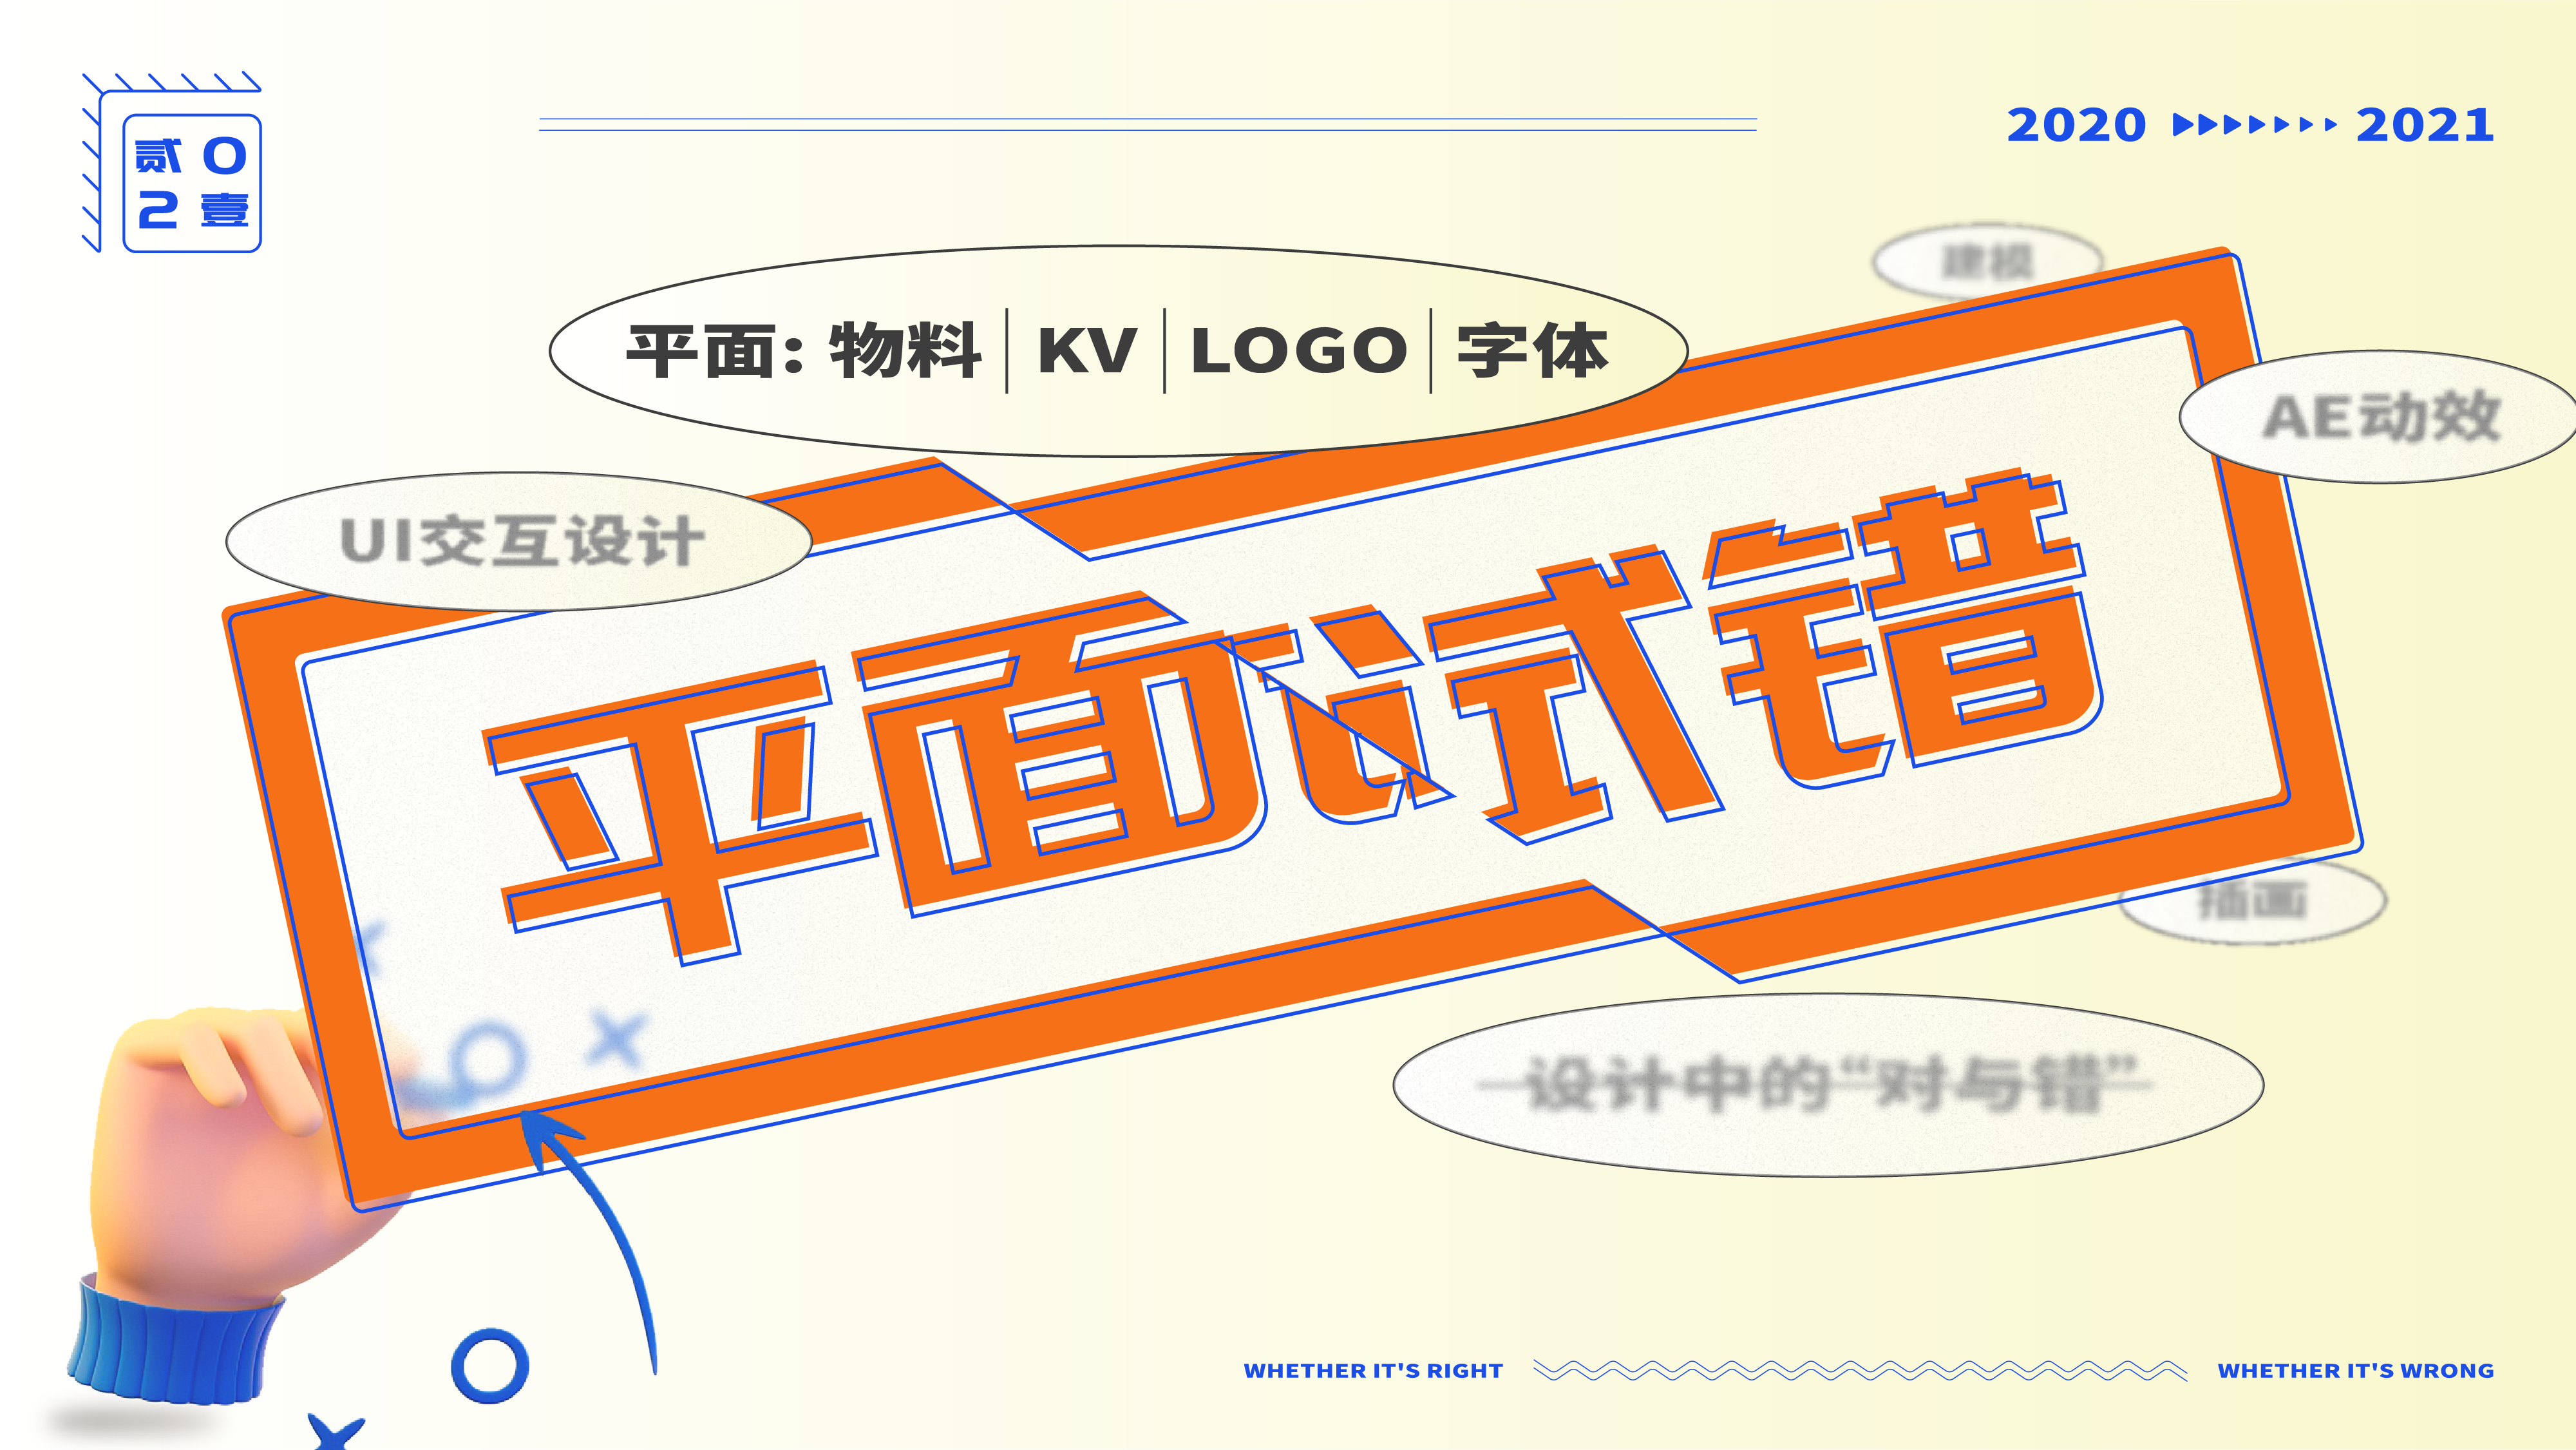 贰0
2壹
2020 2021
建模
平面: 物料 KV LOGO 字体
AE动效
UI交互设计
平面试错
插画
设计中的“对与错”
WHETHER IT'S RIGHT WHETHER IT'S WRONG